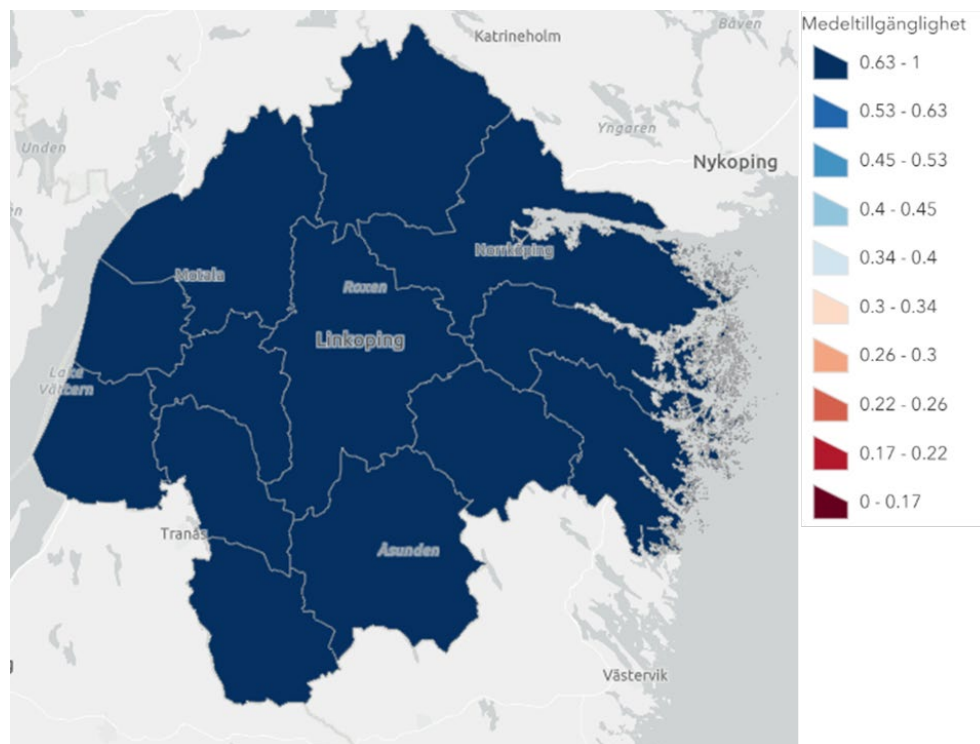 Medeltillgänglighet
0.63 - 1
0.53 - 0.63
0.45 - 0.53
0.4 - 0.45
0.34 - 0.4
0.3 - 0.34
0.26 - 0.3
0.22 - 0.26
0.17 - 0.22
0 - 0.17
Båven
Katrineholm
Yngaren
Unden
Nykoping
Norrköping
Motala
Roxen
Linkoping
Lake
Vättern
Tranås
Åsunden
Västervik